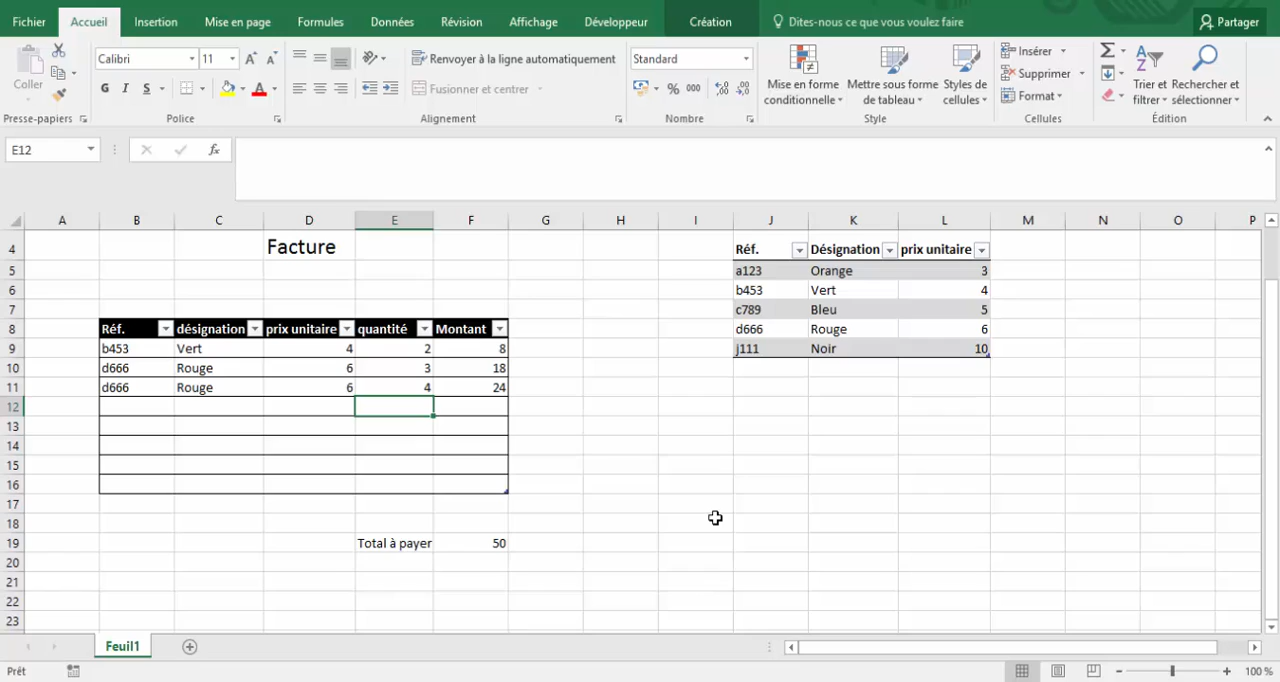 Fichier Accueil Insertion Mise en page Formules Données Révision Affichage Développeur Création Dites-nous ce que vous voulez faire Partager
Coller
Calibri 11 A A
Renvoyer à la ligne automatiquement
Standard
Mise en forme conditionnelle
Mettre sous forme de tableau
Styles de cellules
Insérer
Supprimer
Format
Trier et filtrer
Rechercher et sélectionner
G I S A
Fusionner et centrer
% 000
Presse-papiers Police Alignement Nombre Style Cellules Édition
E12 fx
A B C D E F G H I J K L M N O P
4 Facture Réf. Désignation prix unitaire
5 a123 Orange 3
6 b453 Vert 4
7 c789 Bleu 5
8 Réf. désignation prix unitaire quantité Montant d666 Rouge 6
9 b453 Vert 4 2 8 j111 Noir 10
10 d666 Rouge 6 3 18
11 d666 Rouge 6 4 24
12
13
14
15
16
17
18
19 Total à payer 50
20
21
22
23
Feuil1
Prêt 100 %